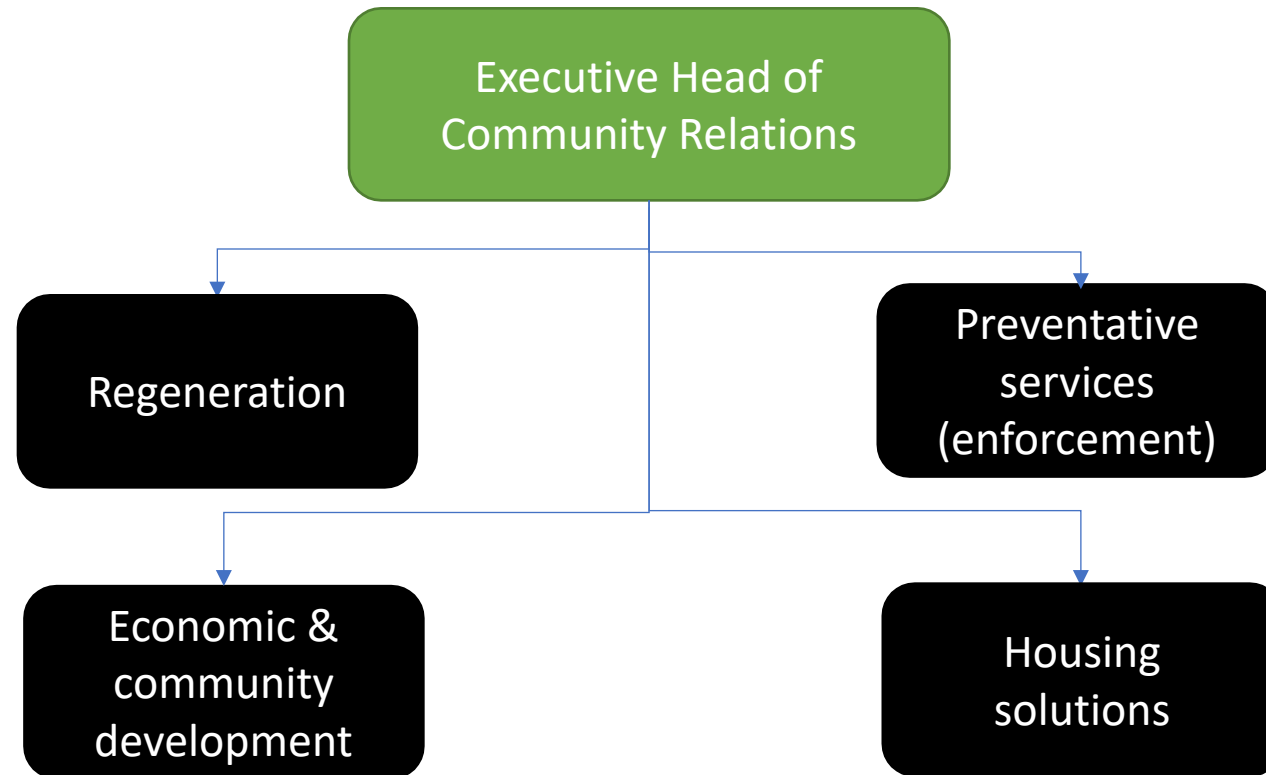 Executive Head of
Community Relations
Regeneration
Preventative
services
(enforcement)
Economic &
community
development
Housing
solutions